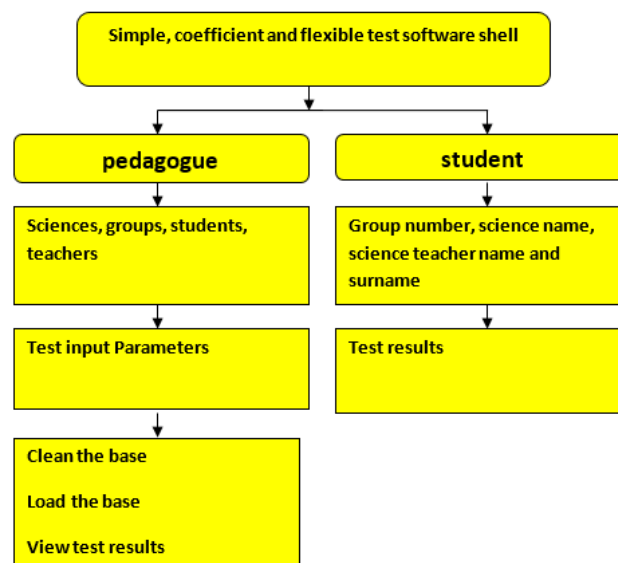 Simple, coefficient and flexible test software shell
pedagogue
student
Sciences, groups, students,
teachers
Group number, science name,
science teacher name and
surname
Test input Parameters
Test results
Clean the base
Load the base
View test results